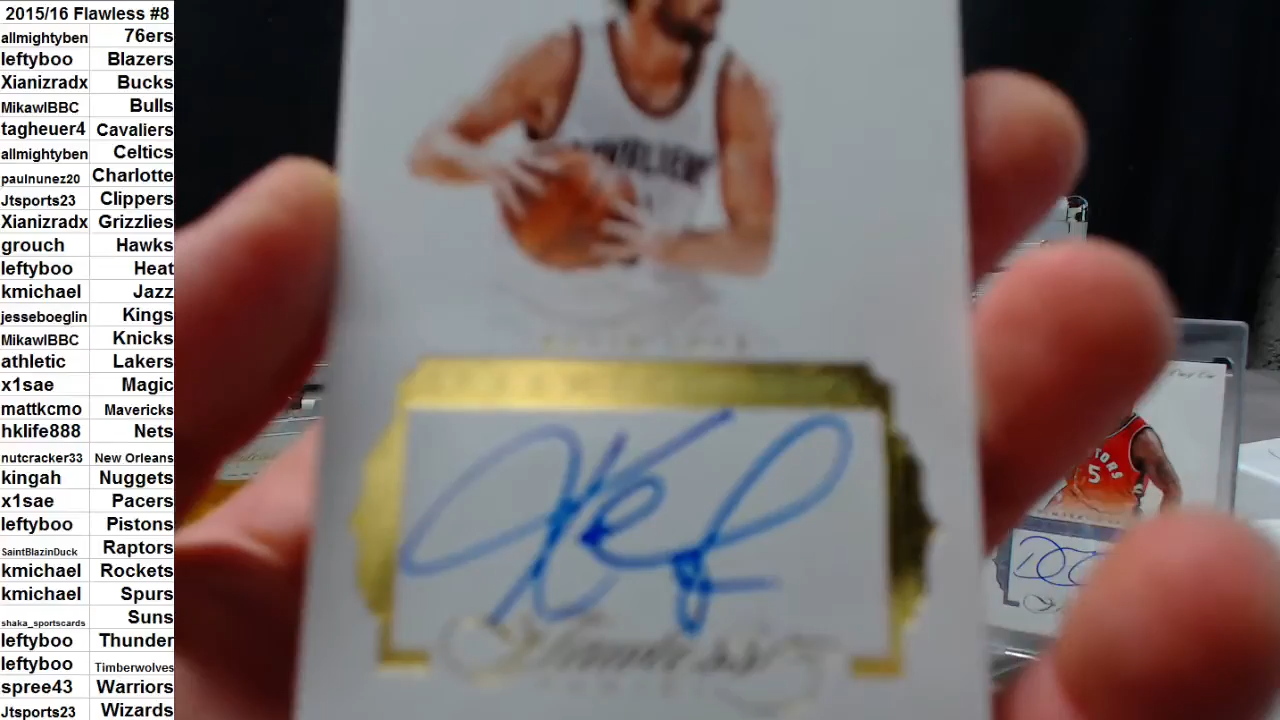 2015/16 Flawless #8
allmightyben 76ers
leftyboo Blazers
Xianizradx Bucks
MikawlBBC Bulls
tagheuer4 Cavaliers
allmightyben Celtics
paulnunez20 Charlotte
Jtsports23 Clippers
Xianizradx Grizzlies
grouch Hawks
leftyboo Heat
kmichael Jazz
jesseboeglin Kings
MikawlBBC Knicks
athletic Lakers
x1sae Magic
mattkcmo Mavericks
hklife888 Nets
nutcracker33 New Orleans
kingah Nuggets
x1sae Pacers
leftyboo Pistons
SaintBlazinDuck Raptors
kmichael Rockets
kmichael Spurs
shaka_sportscards Suns
leftyboo Thunder
leftyboo Timberwolves
spree43 Warriors
Jtsports23 Wizards
Flawless
5